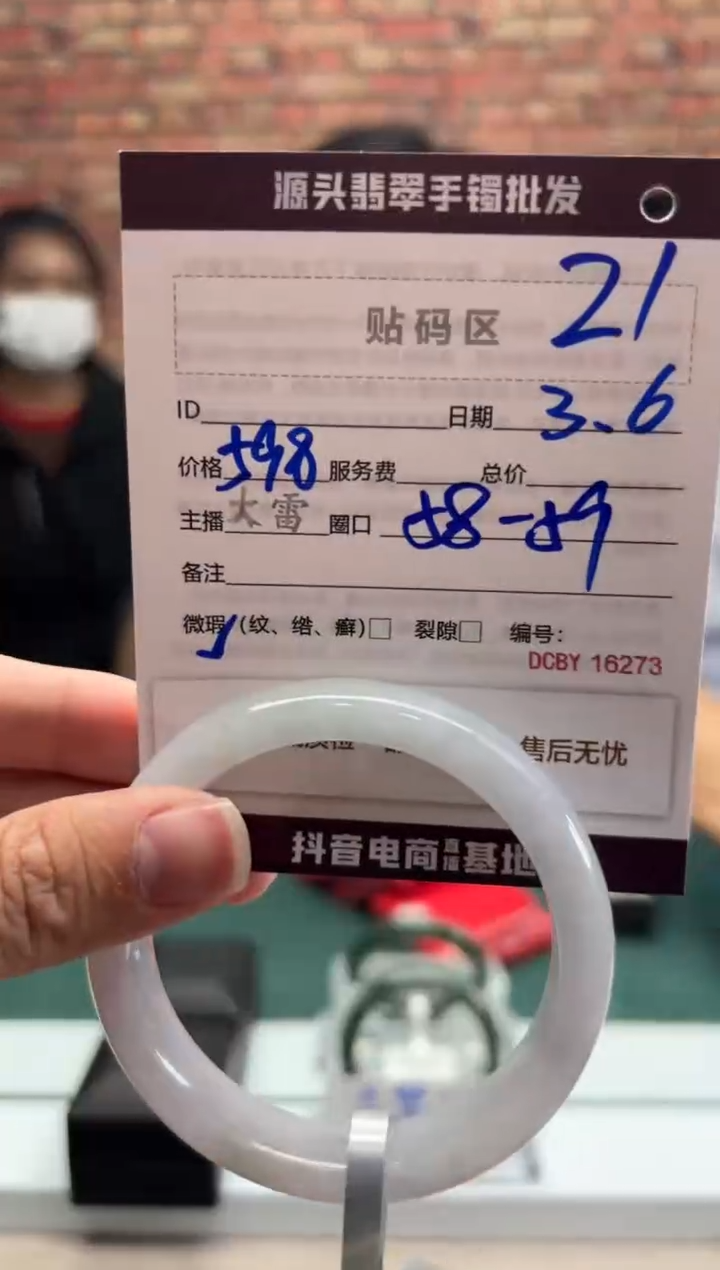 源头翡翠手镯批发
21
贴码区
ID 日期 3.6
价格 598 服务费 总价
主播 大雷 圈口 58-59
备注
微瑕 (纹、绺、癣)□ 裂隙□ 编号:
DCBY 16273
质检 售后无忧
抖音电商直播基地